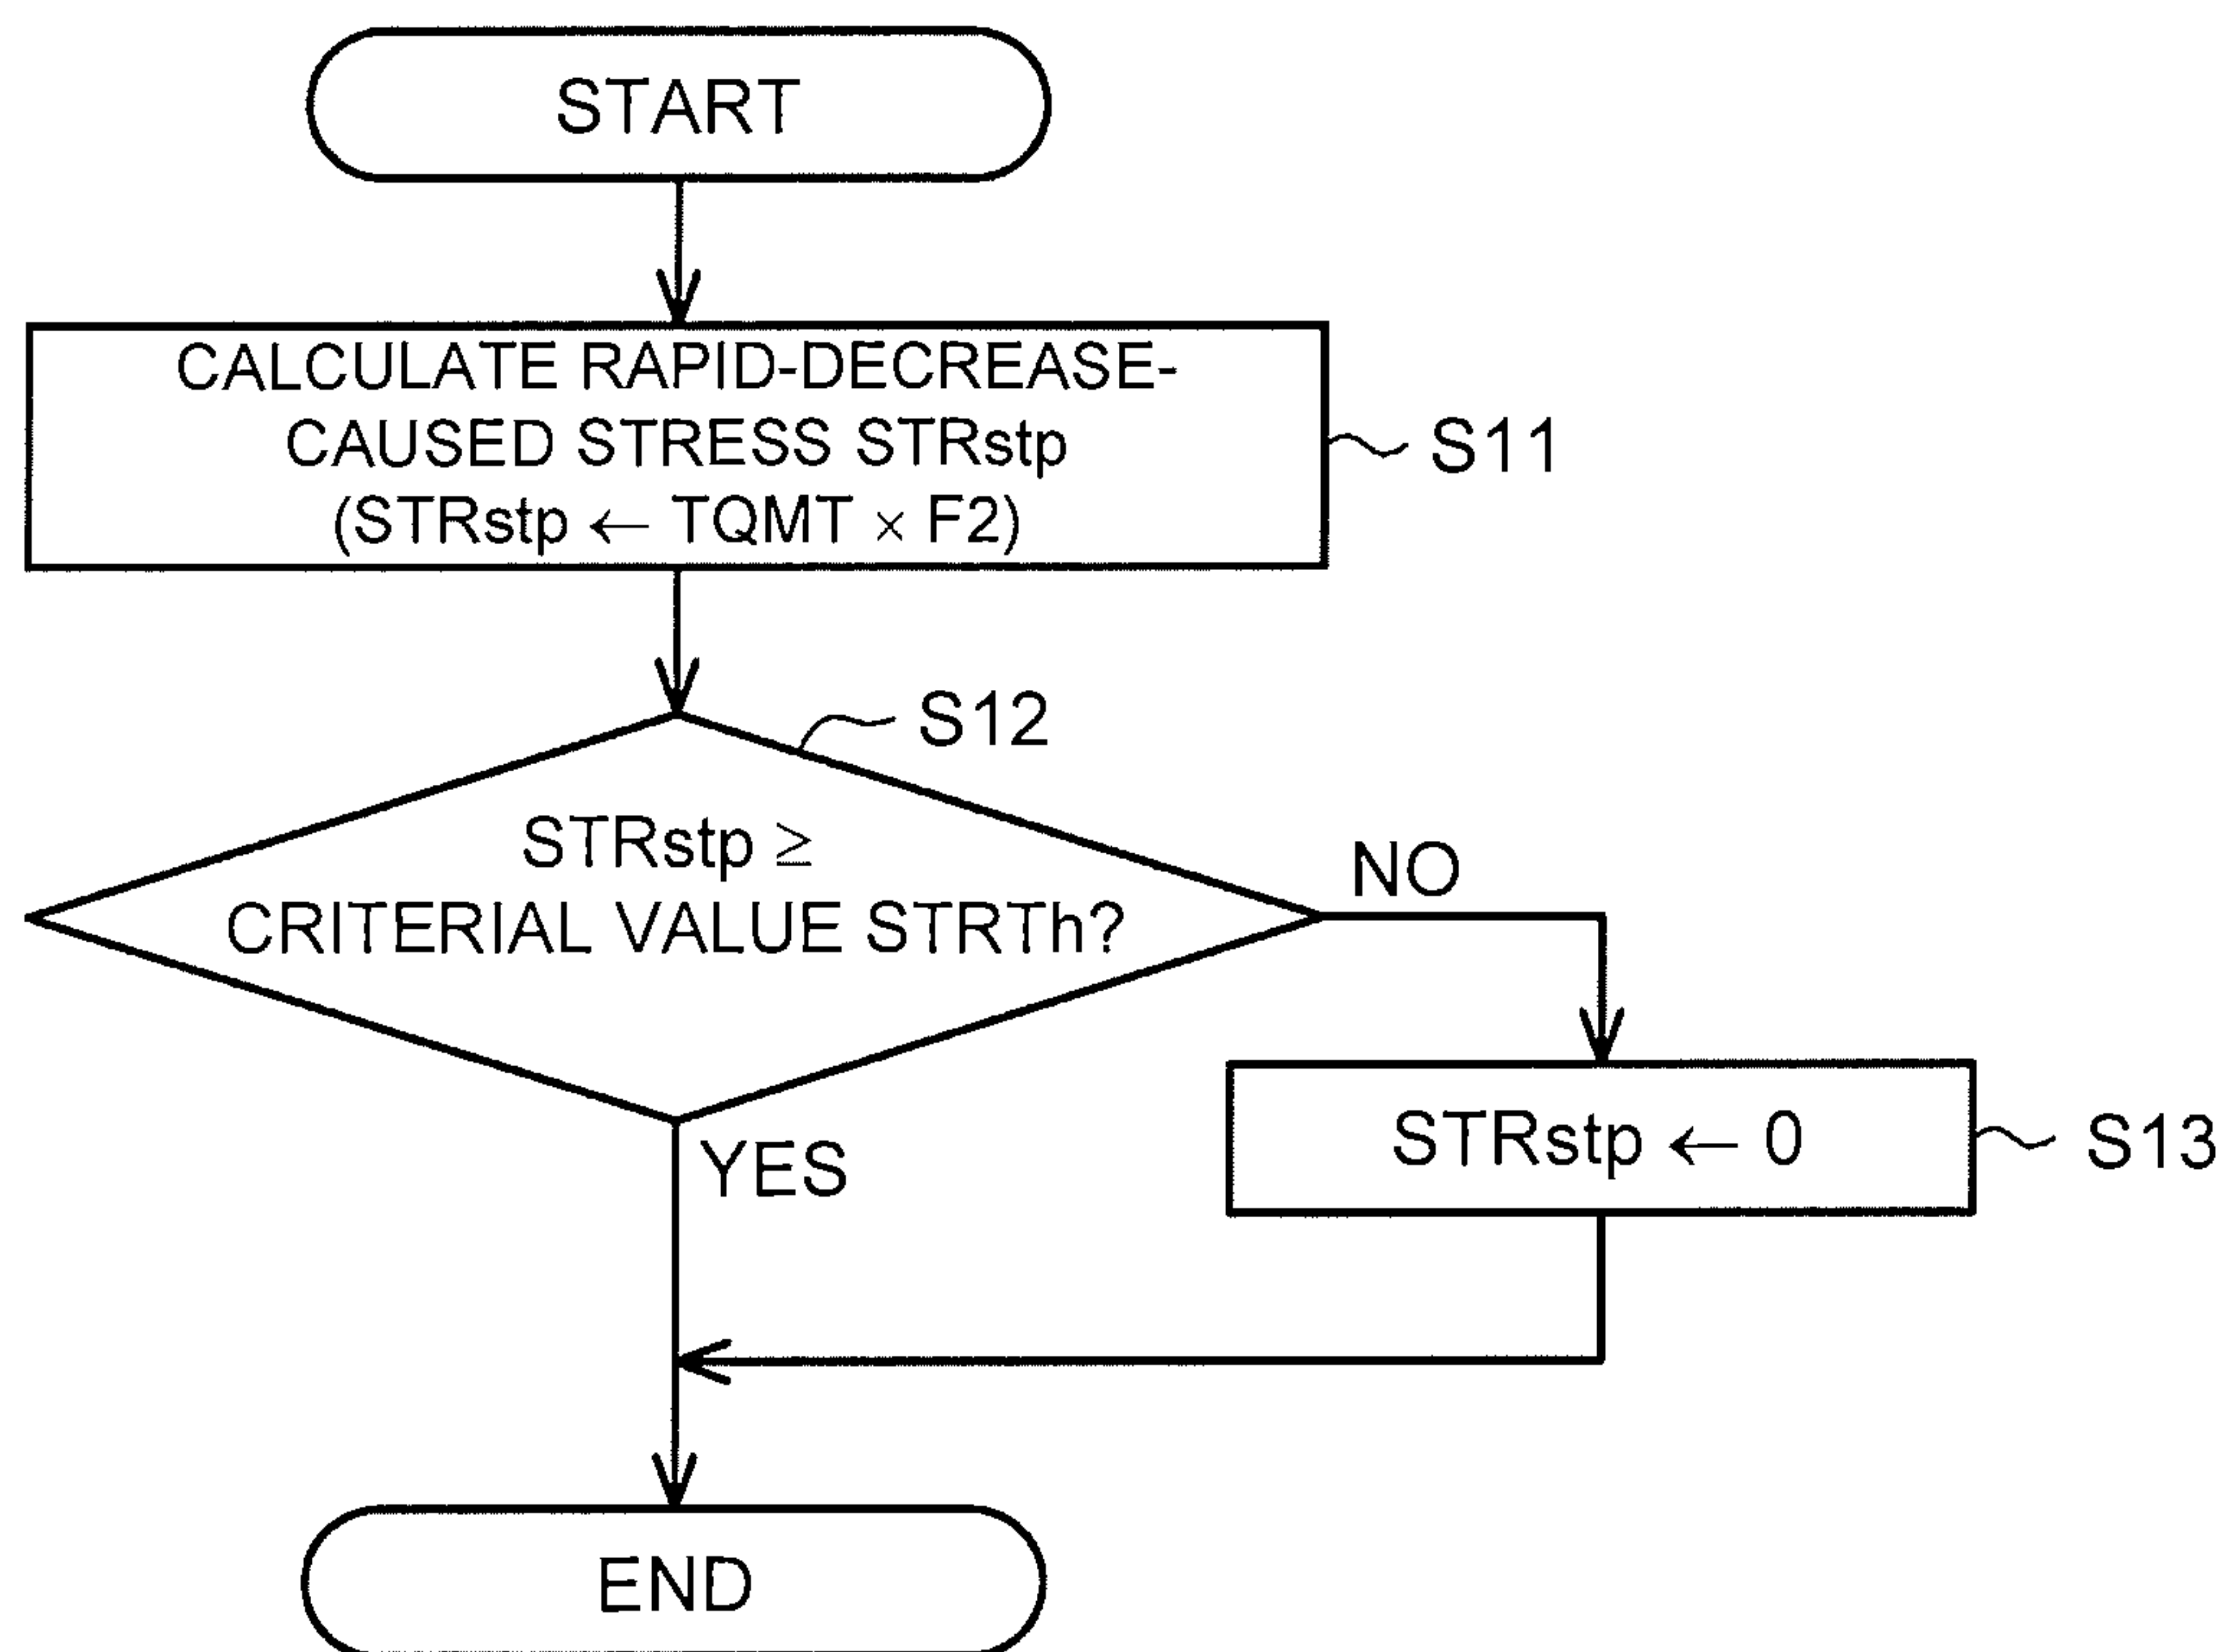 START
CALCULATE RAPID-DECREASE-
CAUSED STRESS STRstp
(STRstp ← TQMT × F2)
S11
S12
STRstp ≥
CRITERIAL VALUE STRTh?
NO
YES
STRstp ← 0
S13
END